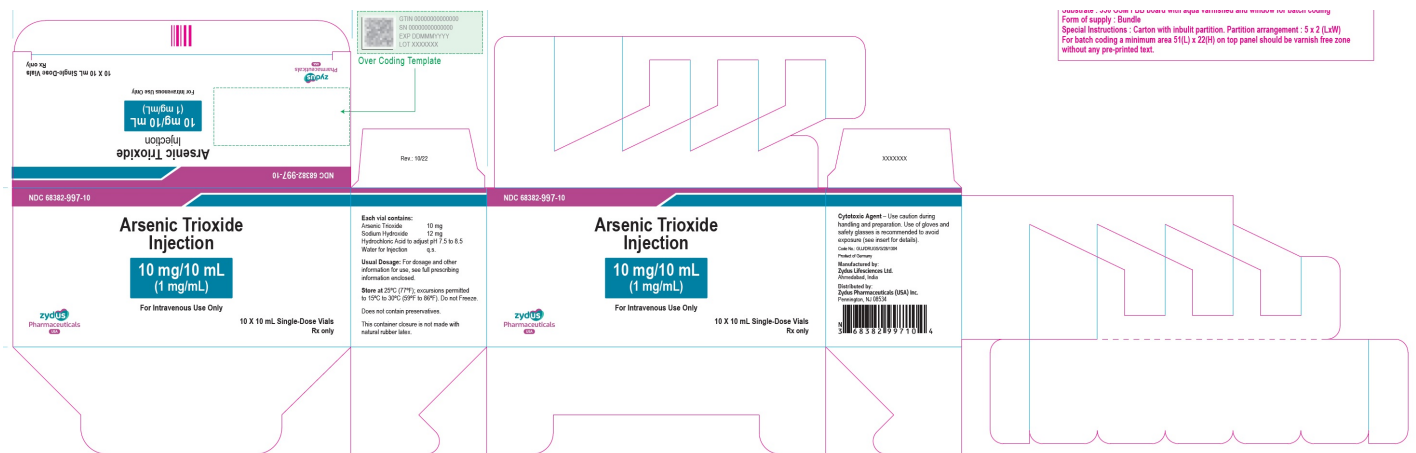 GTIN 00000000000000
SN 00000000000000
EXP DDMMMYYYY
LOT XXXXXXX
Over Coding Template
Substrate : 350 GSM FBB Board with aqua varnished and window for batch coding
Form of supply : Bundle
Special Instructions : Carton with inbulit partition. Partition arrangement : 5 x 2 (LxW)
For batch coding a minimum area 51(L) x 22(H) on top panel should be varnish free zone
without any pre-printed text.
NDC 68382-997-10
Arsenic Trioxide
Injection
10 mg/10 mL
(1 mg/mL)
For Intravenous Use Only
10 X 10 mL Single-Dose Vials
Rx only
zydus
Pharmaceuticals
USA
Rev.: 10/22
XXXXXXX
NDC 68382-997-10
Arsenic Trioxide
Injection
10 mg/10 mL
(1 mg/mL)
For Intravenous Use Only
zydus
Pharmaceuticals
USA
10 X 10 mL Single-Dose Vials
Rx only
Each vial contains:
Arsenic Trioxide 10 mg
Sodium Hydroxide 12 mg
Hydrochloric Acid to adjust pH 7.5 to 8.5
Water for Injection q.s.
Usual Dosage: For dosage and other
information for use, see full prescribing
information enclosed.
Store at 25ºC (77ºF); excursions permitted
to 15ºC to 30ºC (59ºF to 86ºF). Do not Freeze.
Does not contain preservatives.
This container closure is not made with
natural rubber latex.
NDC 68382-997-10
Arsenic Trioxide
Injection
10 mg/10 mL
(1 mg/mL)
For Intravenous Use Only
zydus
Pharmaceuticals
USA
10 X 10 mL Single-Dose Vials
Rx only
Cytotoxic Agent – Use caution during
handling and preparation. Use of gloves and
safety glasses is recommended to avoid
exposure (see insert for details).
Code No.:
Product of Germany
Manufactured by:
Zydus Lifesciences Ltd.
Ahmedabad, India
Distributed by:
Zydus Pharmaceuticals (USA) Inc.
Pennington, NJ 08534
N
3 68382 99710 4